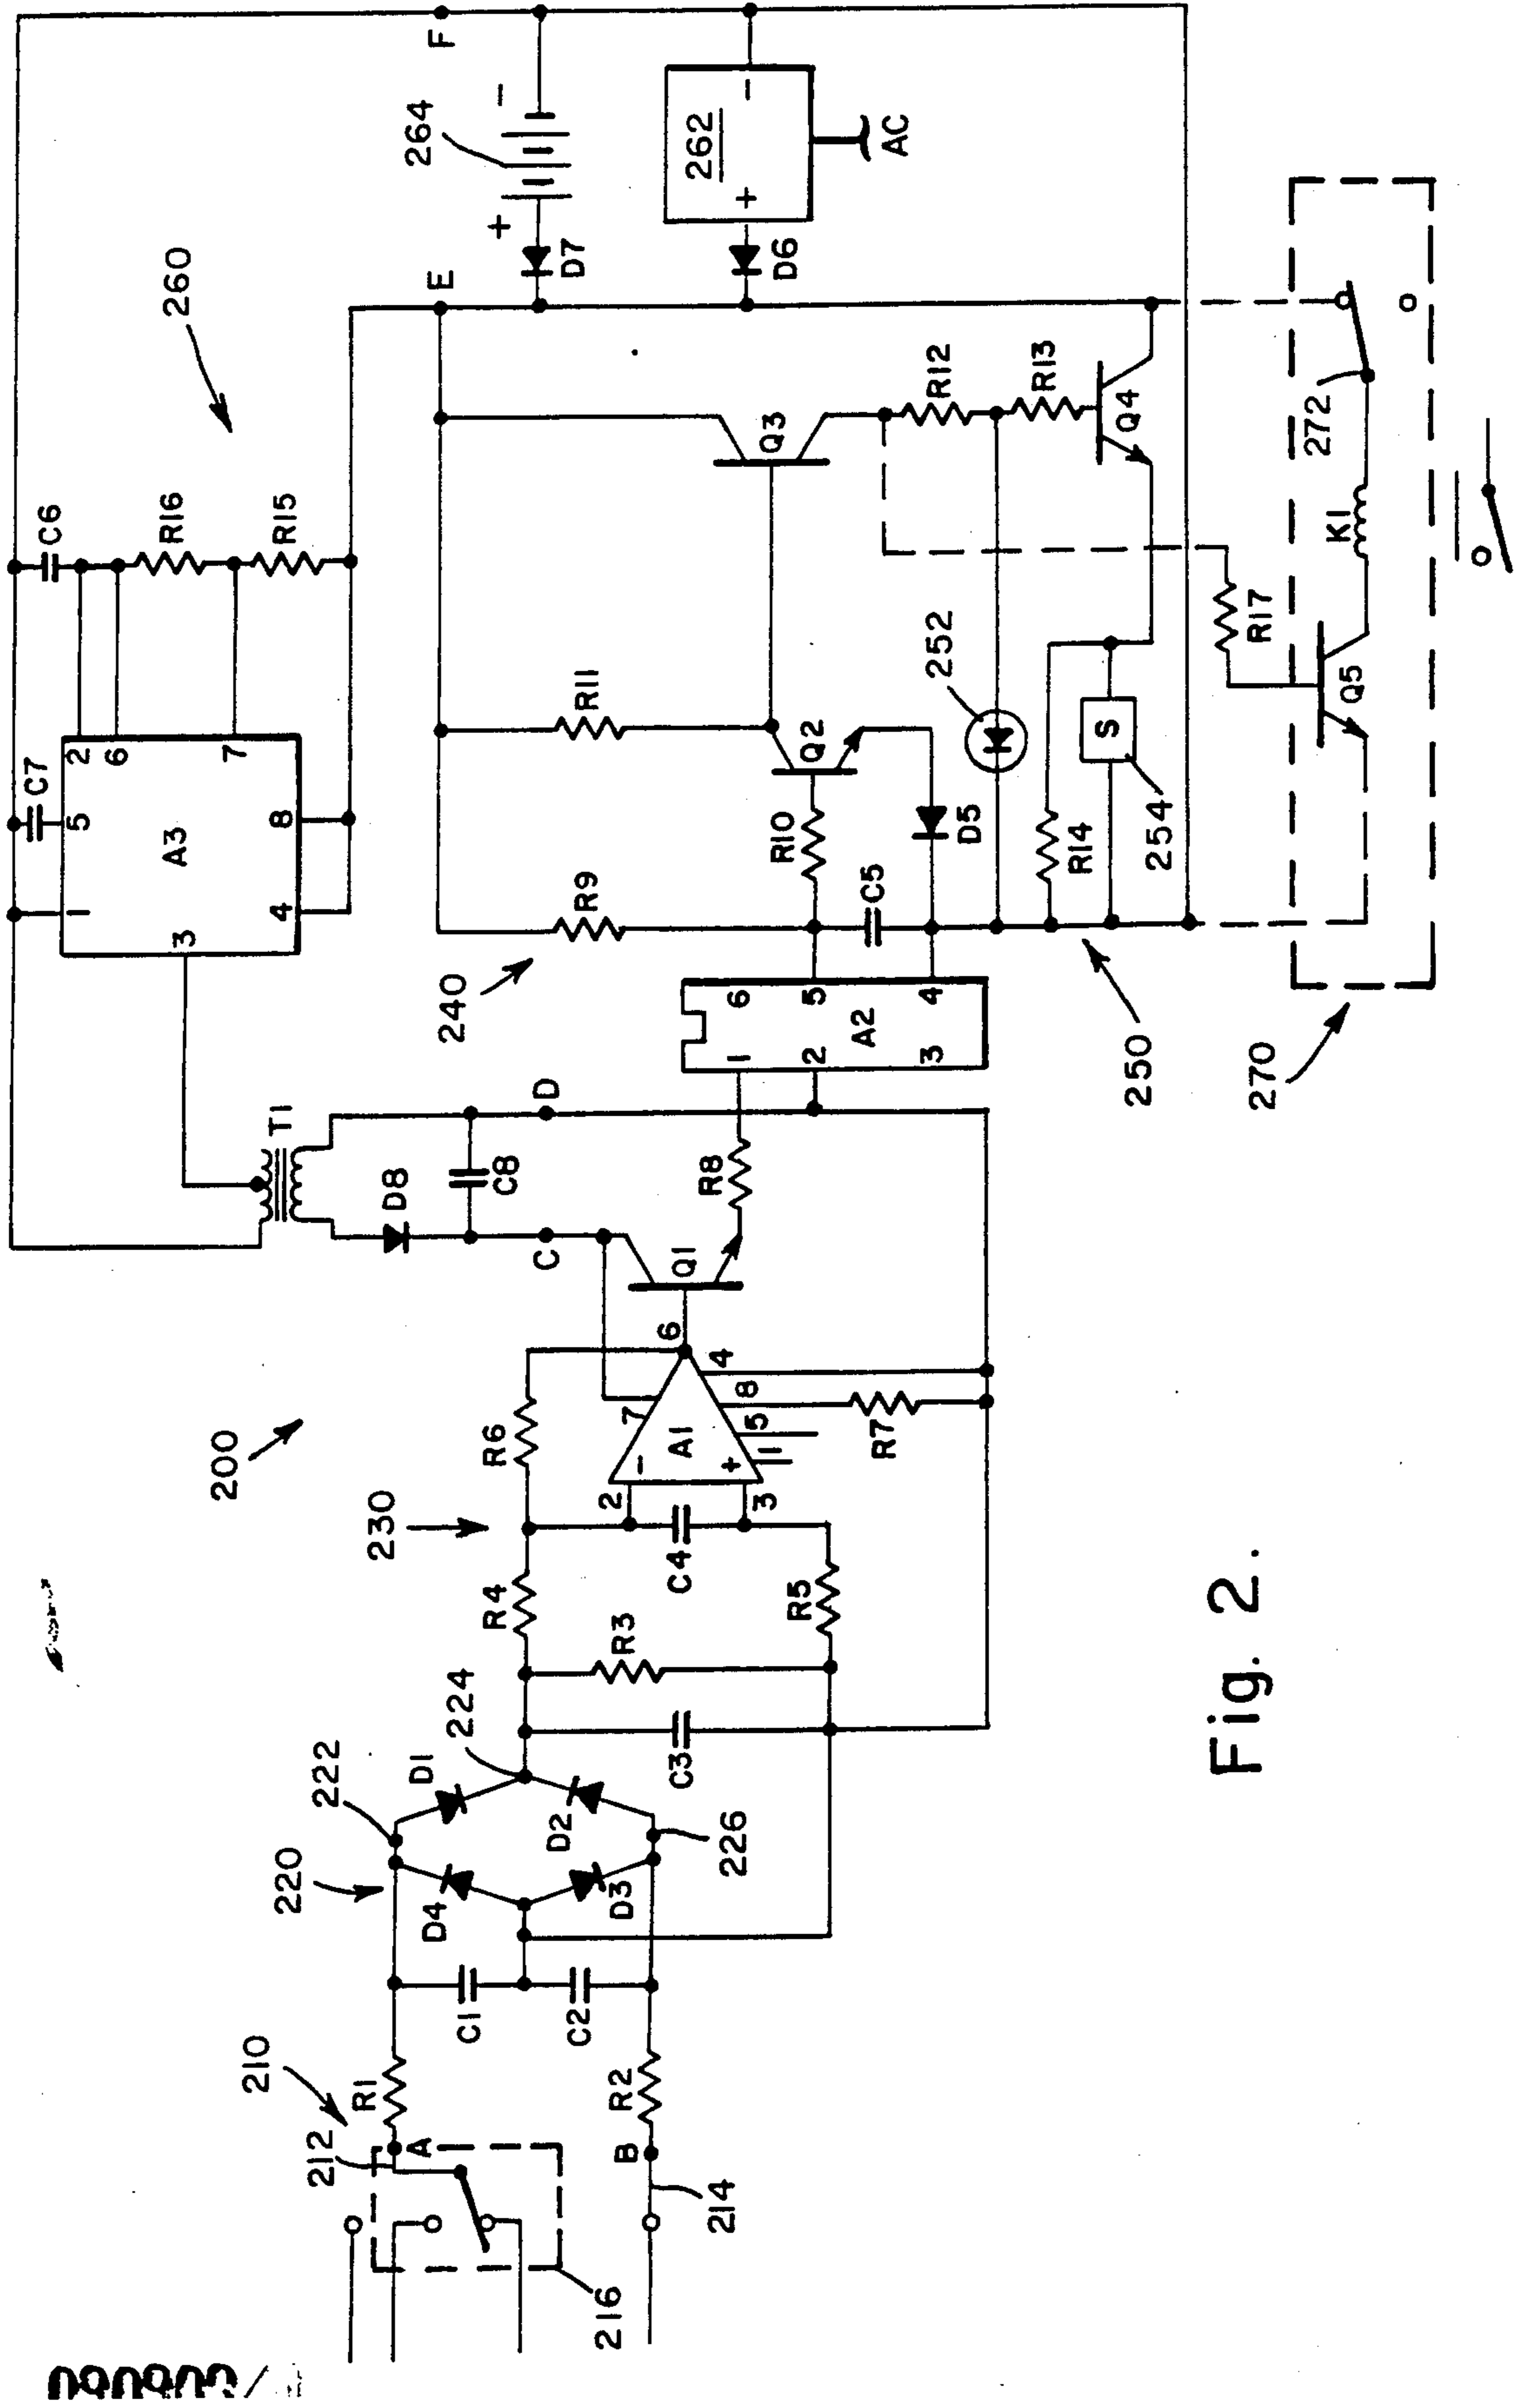 Fig. 2.
200
210
212
A
216
B
214
R1
R2
C1
C2
220
222
D1
D4
D2
D3
224
226
C3
R3
230
R4
R5
R6
C4
2
3
−
+
A1
7
6
4
8
5
1
R7
Q1
R8
C
D
C8
D8
T1
A2
1
2
3
6
5
4
240
R9
R10
R11
C5
D5
Q2
Q3
250
252
254
S
R14
R12
R13
Q4
260
A3
3
1
5
4
8
2
6
7
C7
C6
R16
R15
E
F
264
+
−
D7
262
+
−
D6
AC
270
272
K1
Q5
R17